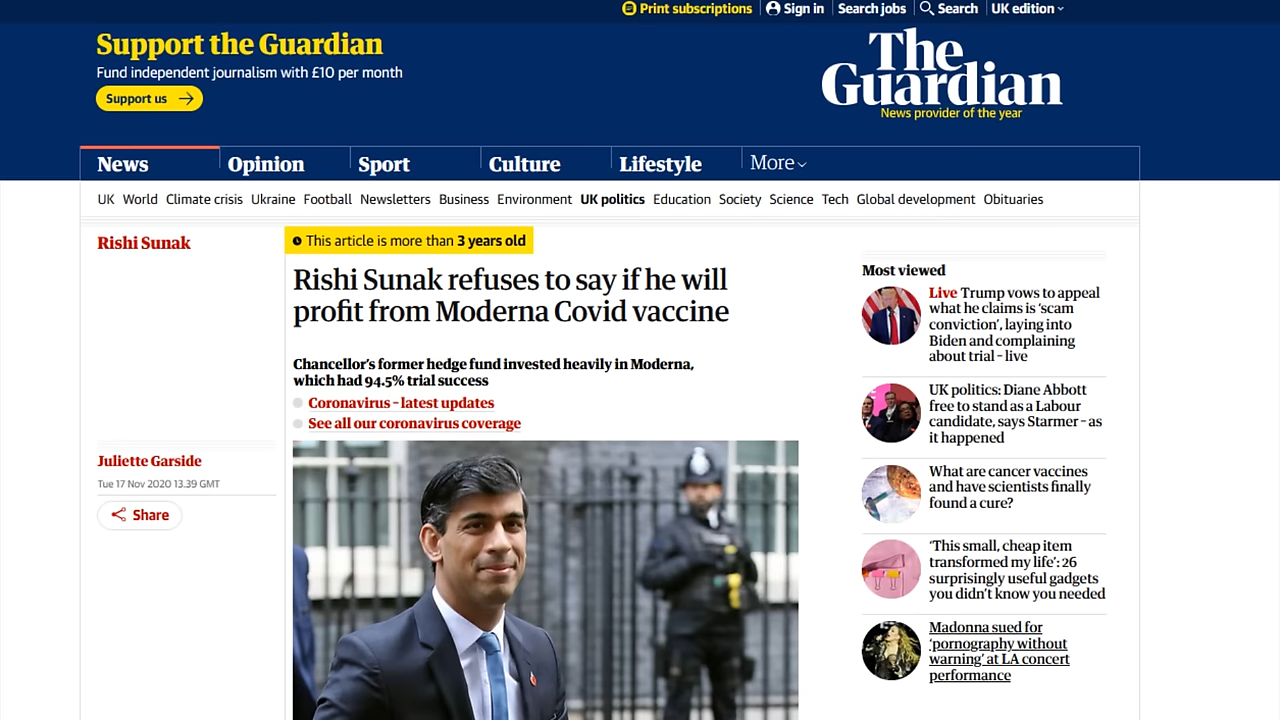 Print subscriptions
Sign in
Search jobs
Search
UK edition
Support the Guardian
Fund independent journalism with £10 per month
Support us
The
Guardian
News provider of the year
News
Opinion
Sport
Culture
Lifestyle
More
UK World Climate crisis Ukraine Football Newsletters Business Environment UK politics Education Society Science Tech Global development Obituaries
Rishi Sunak
This article is more than 3 years old
Rishi Sunak refuses to say if he will
profit from Moderna Covid vaccine
Chancellor's former hedge fund invested heavily in Moderna,
which had 94.5% trial success
Coronavirus – latest updates
See all our coronavirus coverage
Juliette Garside
Tue 17 Nov 2020 13.39 GMT
Share
Most viewed
Live Trump vows to appeal
what he claims is ‘scam
conviction’, laying into
Biden and complaining
about trial – live
UK politics: Diane Abbott
free to stand as a Labour
candidate, says Starmer – as
it happened
What are cancer vaccines
and have scientists finally
found a cure?
‘This small, cheap item
transformed my life’: 26
surprisingly useful gadgets
you didn’t know you needed
Madonna sued for
‘pornography without
warning’ at LA concert
performance